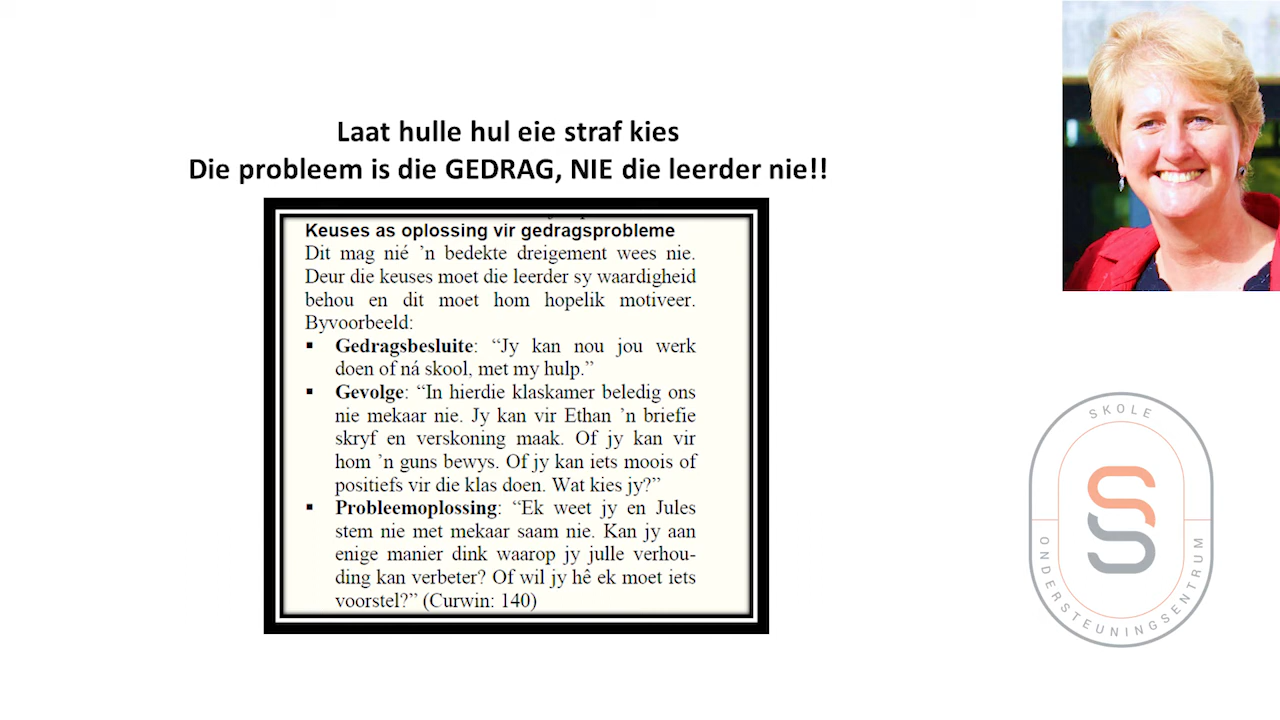 Laat hulle hul eie straf kies
Die probleem is die GEDRAG, NIE die leerder nie!!
Keuses as oplossing vir gedragsprobleme
Dit mag nié ’n bedekte dreigement wees nie.
Deur die keuses moet die leerder sy waardigheid
behou en dit moet hom hopelik motiveer.
Byvoorbeeld:
▪ Gedragsbesluite: “Jy kan nou jou werk
doen of ná skool, met my hulp.”
▪ Gevolge: “In hierdie klaskamer beledig ons
nie mekaar nie. Jy kan vir Ethan ’n briefie
skryf en verskoning maak. Of jy kan vir
hom ’n guns bewys. Of jy kan iets moois of
positiefs vir die klas doen. Wat kies jy?”
▪ Probleemoplossing: “Ek weet jy en Jules
stem nie met mekaar saam nie. Kan jy aan
enige manier dink waarop jy julle verhou-
ding kan verbeter? Of wil jy hê ek moet iets
voorstel?” (Curwin: 140)
SKOLE
SS
ONDERSTEUNINGSENTRUM